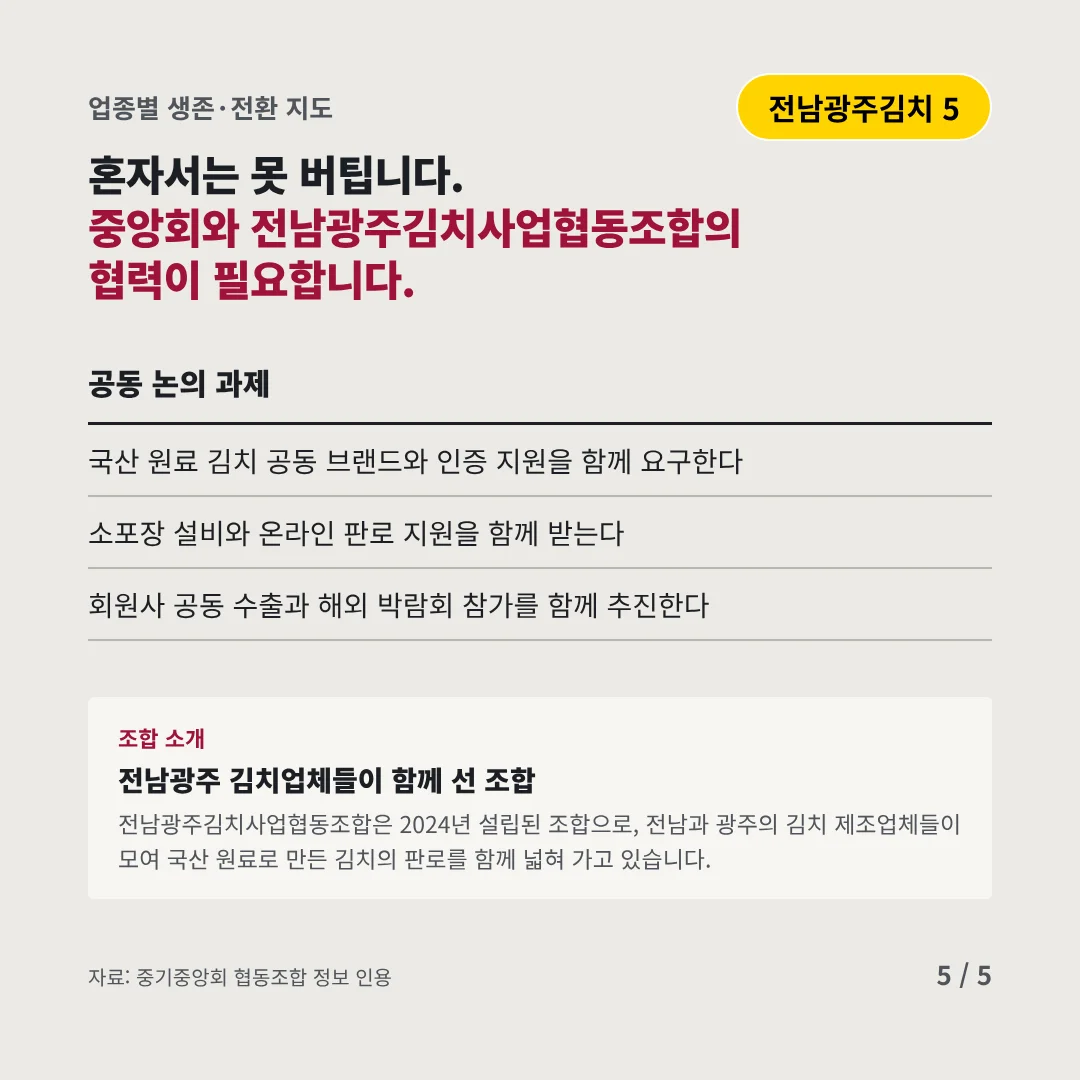 업종별 생존·전환 지도
전남광주김치 5
혼자서는 못 버팁니다.
중앙회와 전남광주김치사업협동조합의
협력이 필요합니다.
공동 논의 과제
국산 원료 김치 공동 브랜드와 인증 지원을 함께 요구한다
소포장 설비와 온라인 판로 지원을 함께 받는다
회원사 공동 수출과 해외 박람회 참가를 함께 추진한다
조합 소개
전남광주 김치업체들이 함께 선 조합
전남광주김치사업협동조합은 2024년 설립된 조합으로, 전남과 광주의 김치 제조업체들이
모여 국산 원료로 만든 김치의 판로를 함께 넓혀 가고 있습니다.
자료: 중기중앙회 협동조합 정보 인용
5 / 5